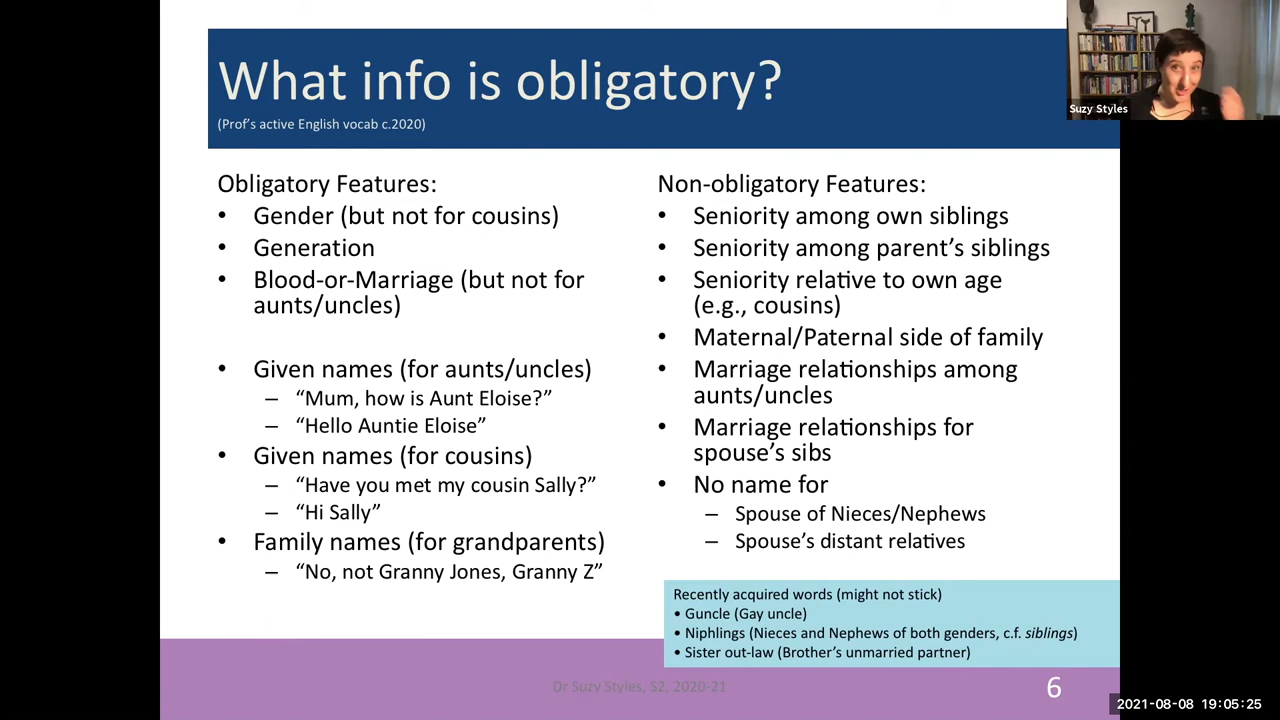 What info is obligatory?
(Prof's active English vocab c.2020)
Suzy Styles
Obligatory Features:
• Gender (but not for cousins)
• Generation
• Blood-or-Marriage (but not for
aunts/uncles)
• Given names (for aunts/uncles)
– "Mum, how is Aunt Eloise?"
– "Hello Auntie Eloise"
• Given names (for cousins)
– "Have you met my cousin Sally?"
– "Hi Sally"
• Family names (for grandparents)
– "No, not Granny Jones, Granny Z"
Non-obligatory Features:
• Seniority among own siblings
• Seniority among parent's siblings
• Seniority relative to own age
(e.g., cousins)
• Maternal/Paternal side of family
• Marriage relationships among
aunts/uncles
• Marriage relationships for
spouse's sibs
• No name for
– Spouse of Nieces/Nephews
– Spouse's distant relatives
Recently acquired words (might not stick)
• Guncle (Gay uncle)
• Niphlings (Nieces and Nephews of both genders, c.f. siblings)
• Sister out-law (Brother's unmarried partner)
Dr Suzy Styles, S2, 2020-21
6
2021-08-08 19:05:25